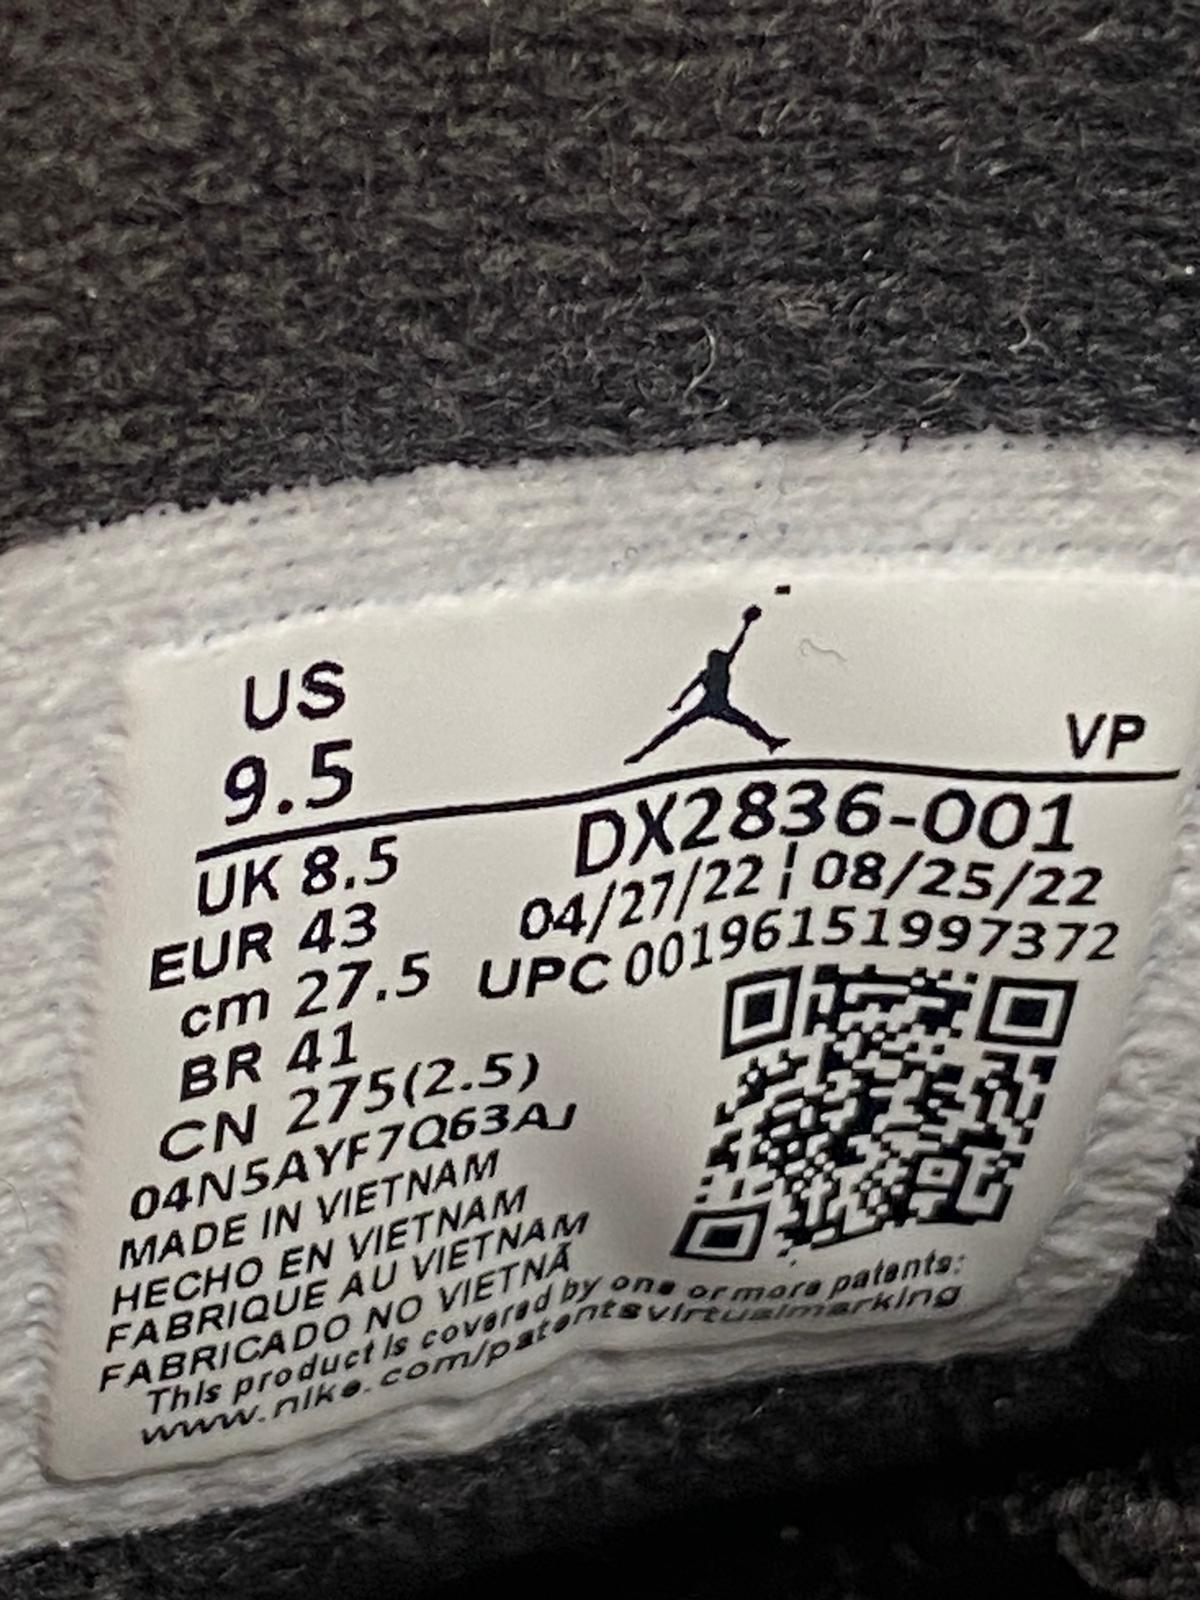 US
9.5
VP
UK 8.5
EUR 43
cm 27.5
BR 41
CN 275(2.5)
DX2836-001
04/27/22 ¦ 08/25/22
UPC 00196151997372
04N5AYF7Q63AJ
MADE IN VIETNAM
HECHO EN VIETNAM
FABRIQUE AU VIETNAM
FABRICADO NO VIETNÃ
This product is covered by one or more patents:
www.nike.com/patentsvirtualmarking